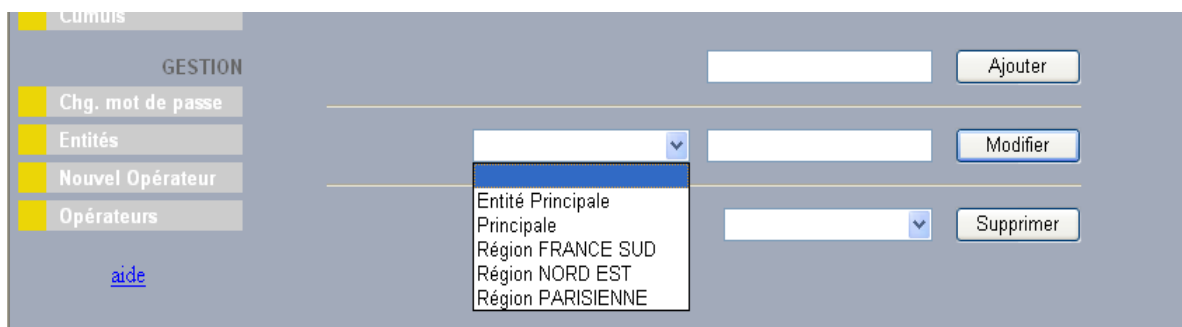 Cumuls
GESTION
Ajouter
Chg. mot de passe
Entités
Modifier
Nouvel Opérateur
Entité Principale
Principale
Région FRANCE SUD
Région NORD EST
Région PARISIENNE
Opérateurs
Supprimer
aide